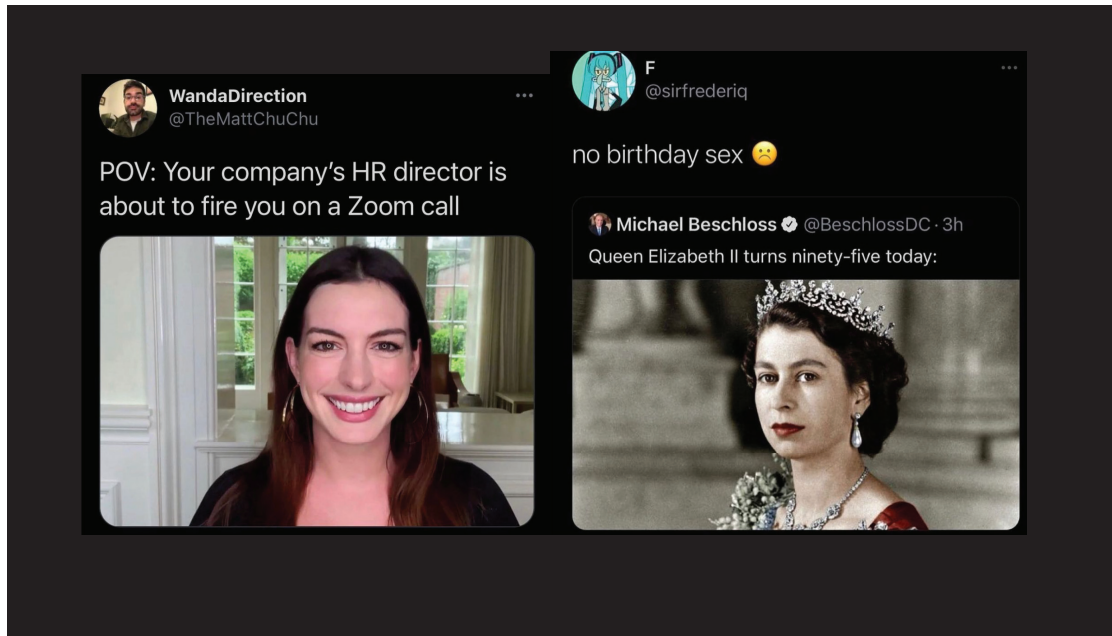 WandaDirection
@TheMattChuChu
POV: Your company's HR director is
about to fire you on a Zoom call
F
@sirfrederiq
no birthday sex ☹️
Michael Beschloss @BeschlossDC · 3h
Queen Elizabeth II turns ninety-five today: